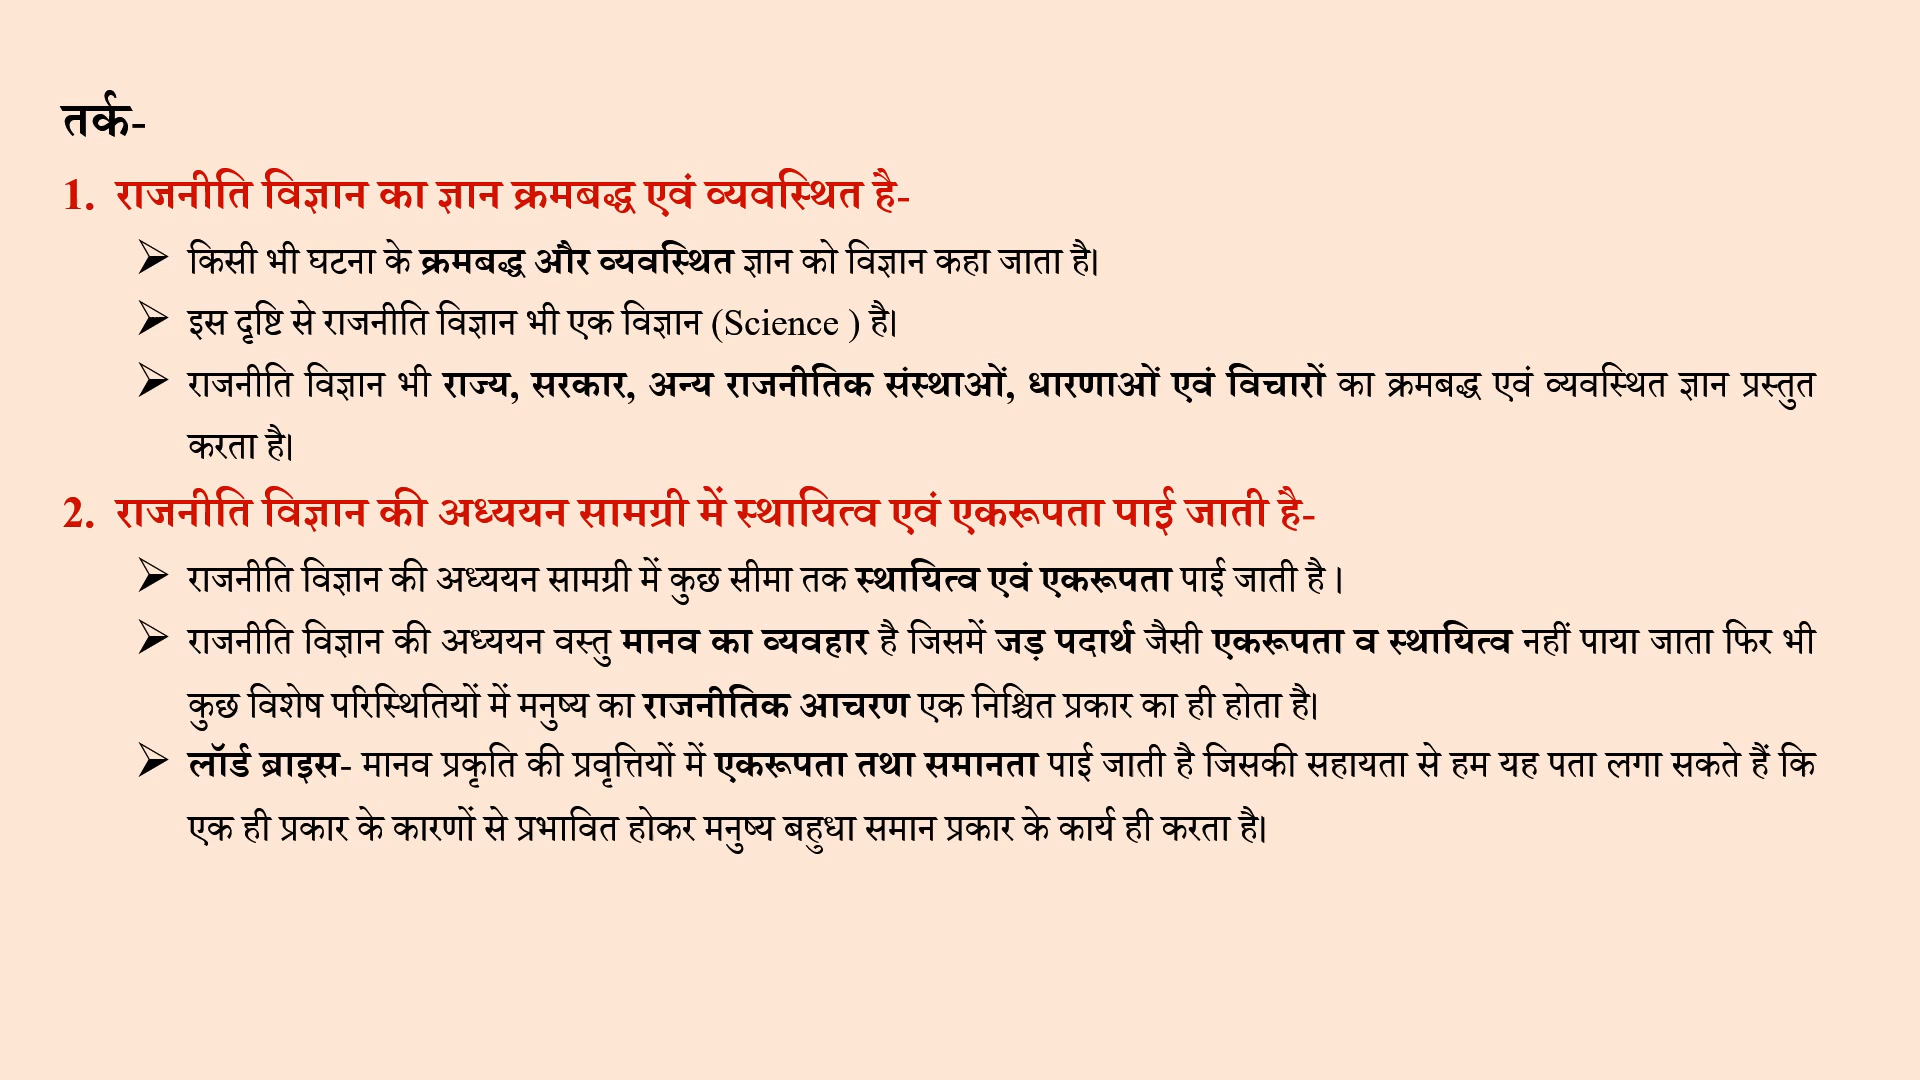 तर्क-
1. राजनीति विज्ञान का ज्ञान क्रमबद्ध एवं व्यवस्थित है-
➢ किसी भी घटना के क्रमबद्ध और व्यवस्थित ज्ञान को विज्ञान कहा जाता है।
➢ इस दृष्टि से राजनीति विज्ञान भी एक विज्ञान (Science ) है।
➢ राजनीति विज्ञान भी राज्य, सरकार, अन्य राजनीतिक संस्थाओं, धारणाओं एवं विचारों का क्रमबद्ध एवं व्यवस्थित ज्ञान प्रस्तुत
करता है।
2. राजनीति विज्ञान की अध्ययन सामग्री में स्थायित्व एवं एकरूपता पाई जाती है-
➢ राजनीति विज्ञान की अध्ययन सामग्री में कुछ सीमा तक स्थायित्व एवं एकरूपता पाई जाती है ।
➢ राजनीति विज्ञान की अध्ययन वस्तु मानव का व्यवहार है जिसमें जड़ पदार्थ जैसी एकरूपता व स्थायित्व नहीं पाया जाता फिर भी
कुछ विशेष परिस्थितियों में मनुष्य का राजनीतिक आचरण एक निश्चित प्रकार का ही होता है।
➢ लॉर्ड ब्राइस- मानव प्रकृति की प्रवृत्तियों में एकरूपता तथा समानता पाई जाती है जिसकी सहायता से हम यह पता लगा सकते हैं कि
एक ही प्रकार के कारणों से प्रभावित होकर मनुष्य बहुधा समान प्रकार के कार्य ही करता है।